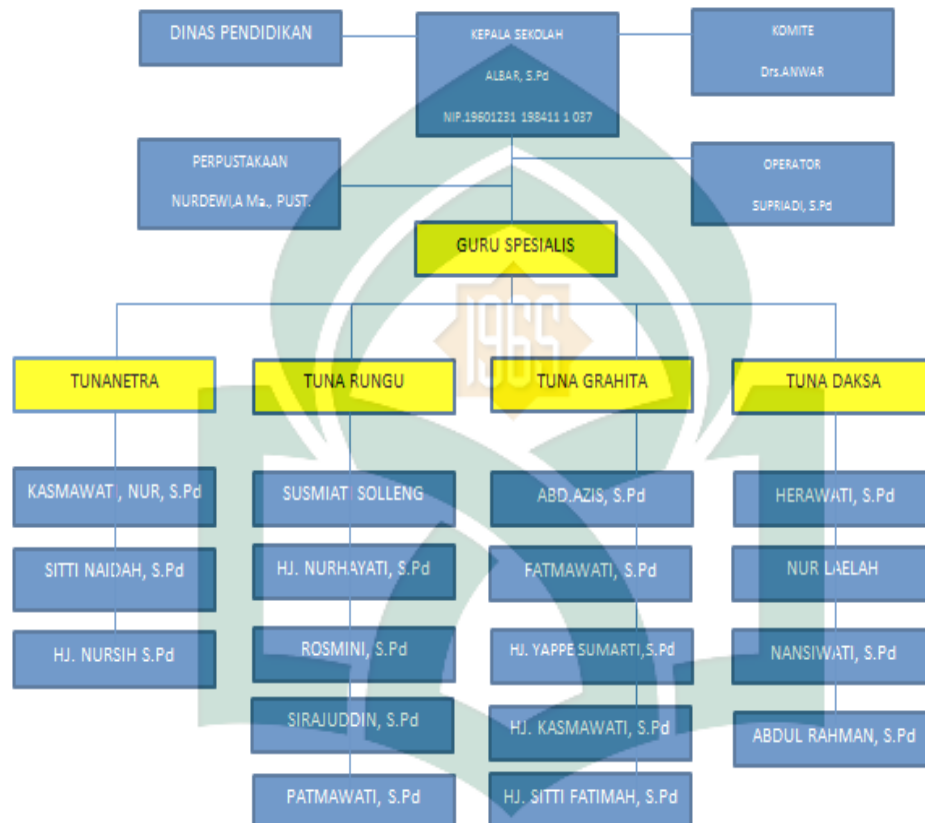 DINAS PENDIDIKAN
KEPALA SEKOLAH
ALBAR, S.Pd
NIP.19601231 198411 1 037
KOMITE
Drs.ANWAR
PERPUSTAKAAN
NURDEWI,A Ma., PUST.
OPERATOR
SUPRIADI, S.Pd
GURU SPESIALIS
1965
TUNANETRA
TUNA RUNGU
TUNA GRAHITA
TUNA DAKSA
KASMAWATI, NUR, S.Pd
SUSMIATI SOLLENG
ABD.AZIS, S.Pd
HERAWATI, S.Pd
SITTI NAIDAH, S.Pd
HJ. NURHAYATI, S.Pd
FATMAWATI, S.Pd
NUR LAELAH
HJ. NURSIH S.Pd
ROSMINI, S.Pd
HJ. YAPPE SUMARTI,S.Pd
NANSIWATI, S.Pd
SIRAJUDDIN, S.Pd
HJ. KASMAWATI, S.Pd
ABDUL RAHMAN, S.Pd
PATMAWATI, S.Pd
HJ. SITTI FATIMAH, S.Pd